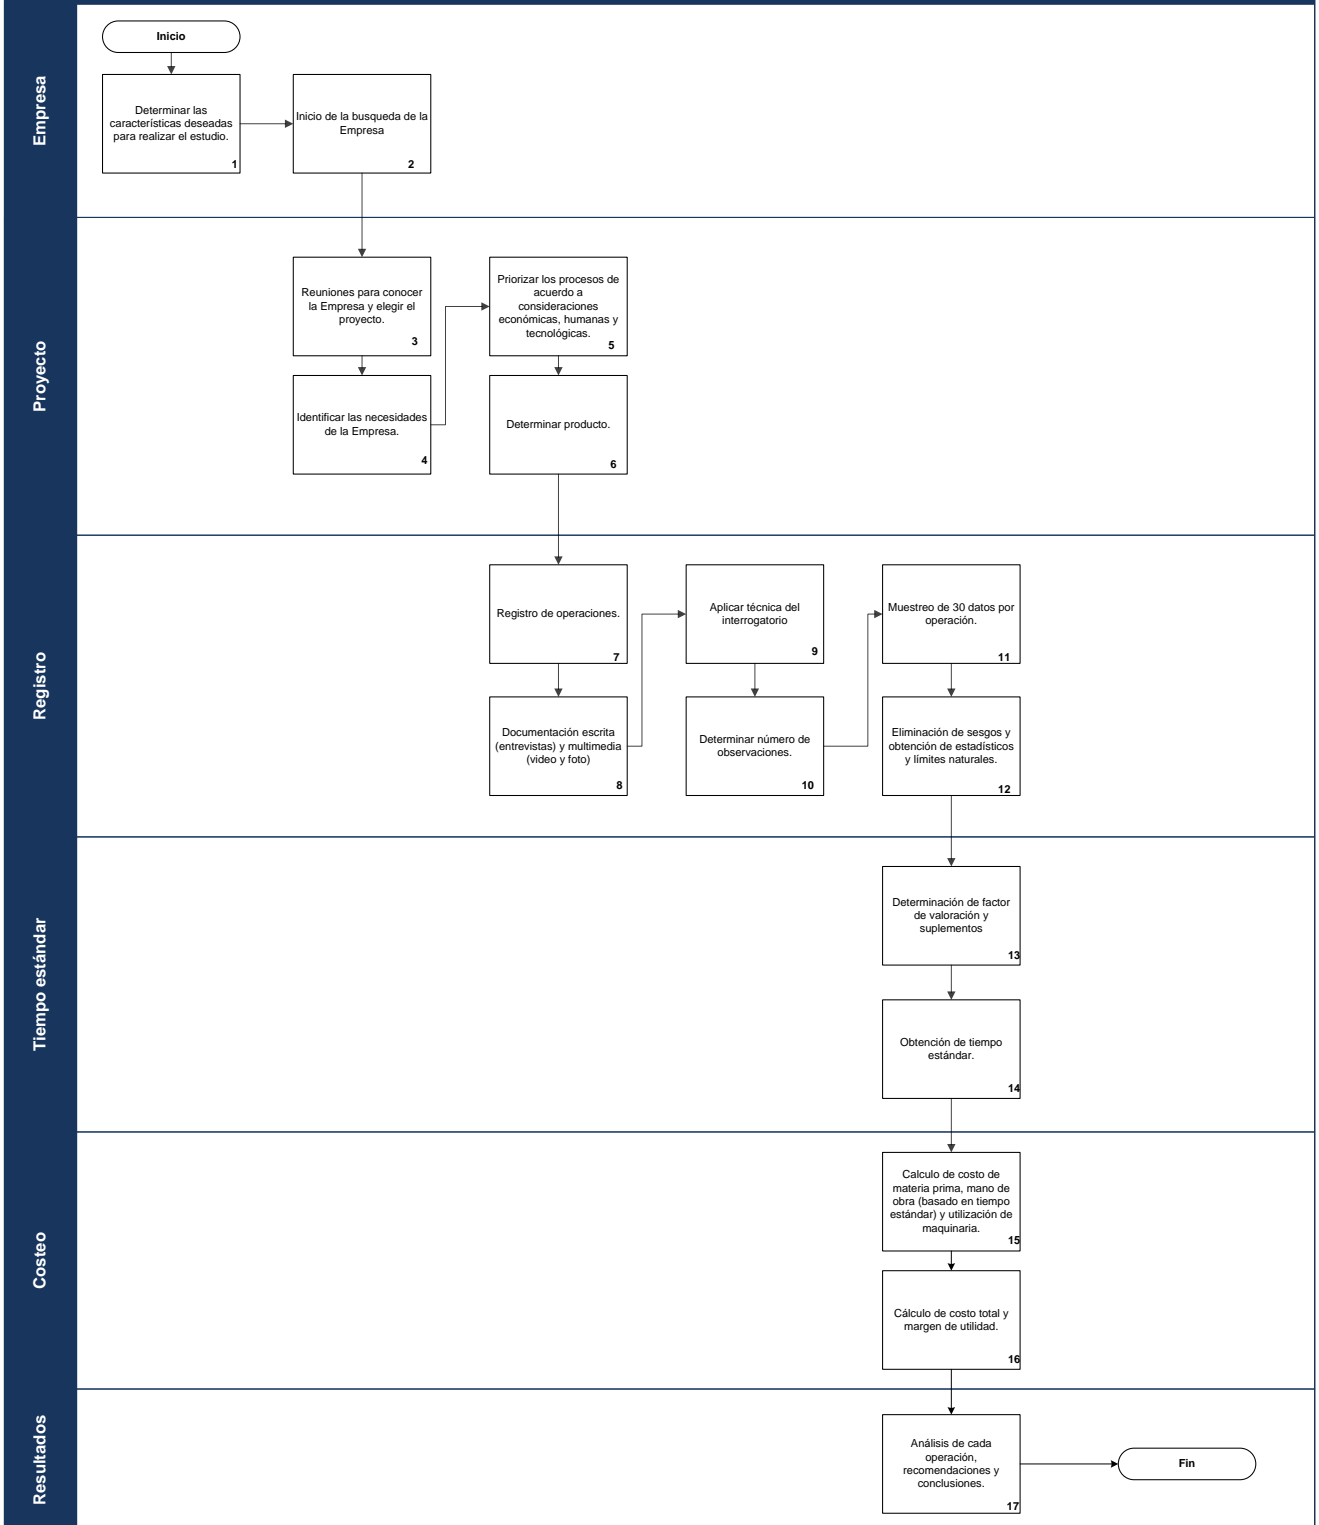 Empresa
Inicio
Determinar las
características deseadas
para realizar el estudio.
1
Inicio de la busqueda de la
Empresa
2
Proyecto
Reuniones para conocer
la Empresa y elegir el
proyecto.
3
Identificar las necesidades
de la Empresa.
4
Priorizar los procesos de
acuerdo a
consideraciones
económicas, humanas y
tecnológicas.
5
Determinar producto.
6
Registro
Registro de operaciones.
7
Documentación escrita
(entrevistas) y multimedia
(video y foto)
8
Aplicar técnica del
interrogatorio
9
Determinar número de
observaciones.
10
Muestreo de 30 datos por
operación.
11
Eliminación de sesgos y
obtención de estadísticos
y límites naturales.
12
Tiempo estándar
Determinación de factor
de valoración y
suplementos
13
Obtención de tiempo
estándar.
14
Costeo
Calculo de costo de
materia prima, mano de
obra (basado en tiempo
estándar) y utilización de
maquinaria.
15
Cálculo de costo total y
margen de utilidad.
16
Resultados
Análisis de cada
operación,
recomendaciones y
conclusiones.
17
Fin